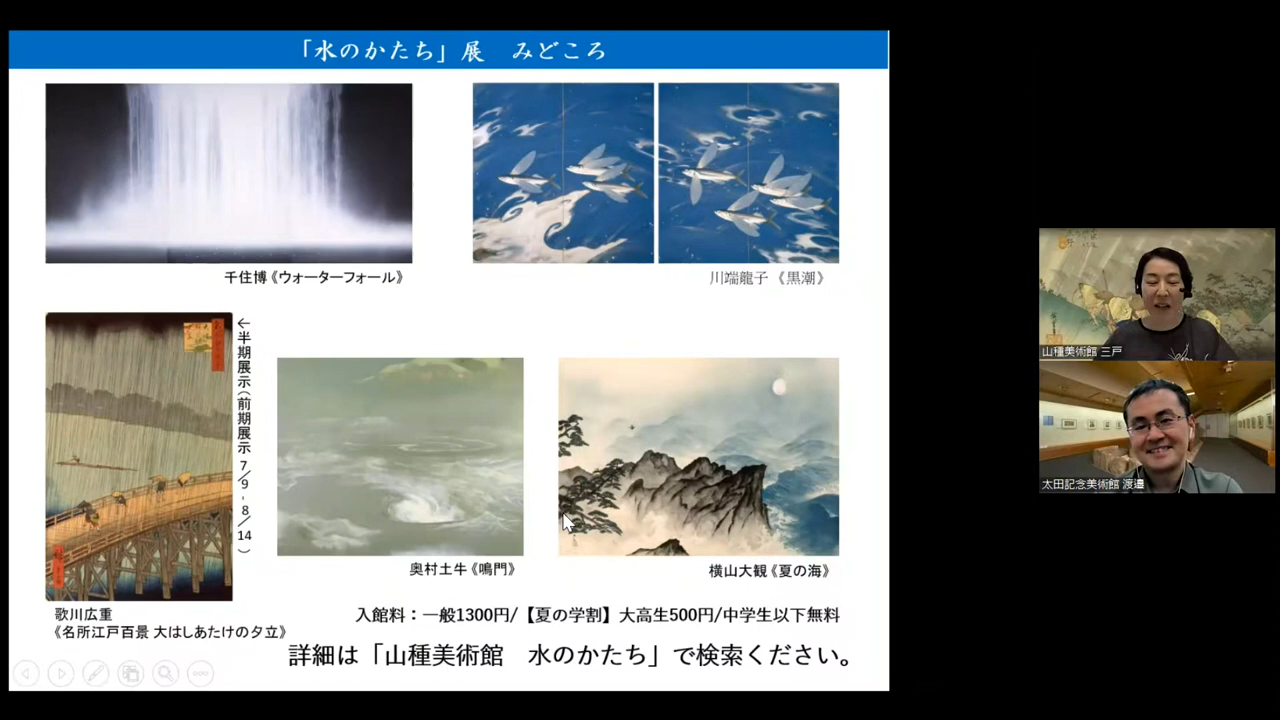 「水のかたち」展　みどころ
千住博《ウォーターフォール》
川端龍子 《黒潮》
←半期展示(前期展示 7/9-8/14)
歌川広重
《名所江戸百景 大はしあたけの夕立》
奥村土牛《鳴門》
横山大観《夏の海》
入館料：一般1300円/【夏の学割】大高生500円/中学生以下無料
詳細は「山種美術館　水のかたち」で検索ください。
山種美術館 三戸
太田記念美術館 渡邉